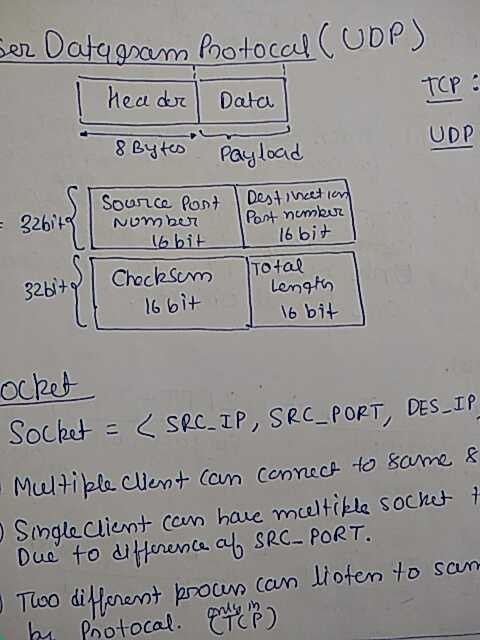 ser Datagram Protocal (UDP)
Header Data
TCP :
8 Bytes Payload
UDP
= 32bit Source Port Number 16 bit
Destination Port number 16 bit
32bit Checksum 16 bit
Total Length 16 bit
ocket
Socket = < SRC_IP, SRC_PORT, DES_IP,
Multiple client can connect to same S
Single client can have multiple socket t
Due to difference of SRC_PORT.
Two different process can listen to sam
by Protocal. (only in TCP)